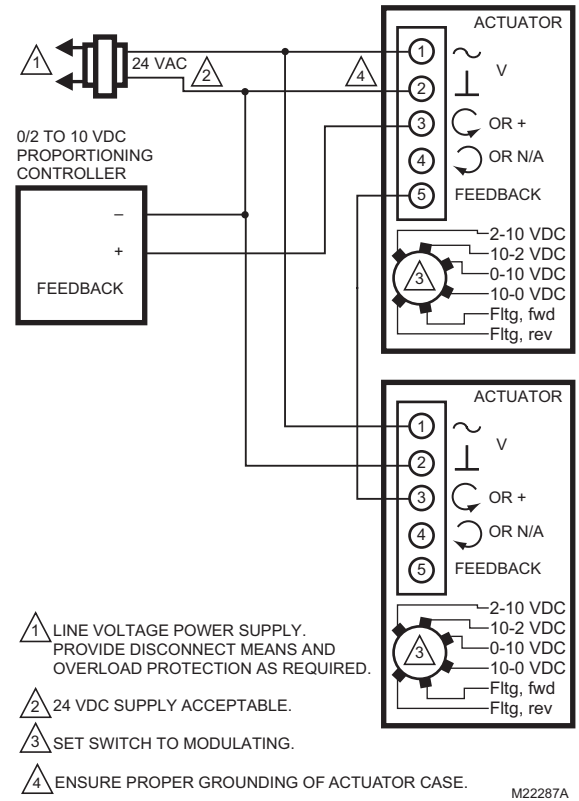 ACTUATOR
1
24 VAC
2
4
1
V
2
3
OR +
4
OR N/A
5
FEEDBACK
0/2 TO 10 VDC
PROPORTIONING
CONTROLLER
–
+
FEEDBACK
3
2-10 VDC
10-2 VDC
0-10 VDC
10-0 VDC
Fltg, fwd
Fltg, rev
ACTUATOR
1
V
2
3
OR +
4
OR N/A
5
FEEDBACK
3
2-10 VDC
10-2 VDC
0-10 VDC
10-0 VDC
Fltg, fwd
Fltg, rev
1 LINE VOLTAGE POWER SUPPLY.
PROVIDE DISCONNECT MEANS AND
OVERLOAD PROTECTION AS REQUIRED.
2 24 VDC SUPPLY ACCEPTABLE.
3 SET SWITCH TO MODULATING.
4 ENSURE PROPER GROUNDING OF ACTUATOR CASE.
M22287A